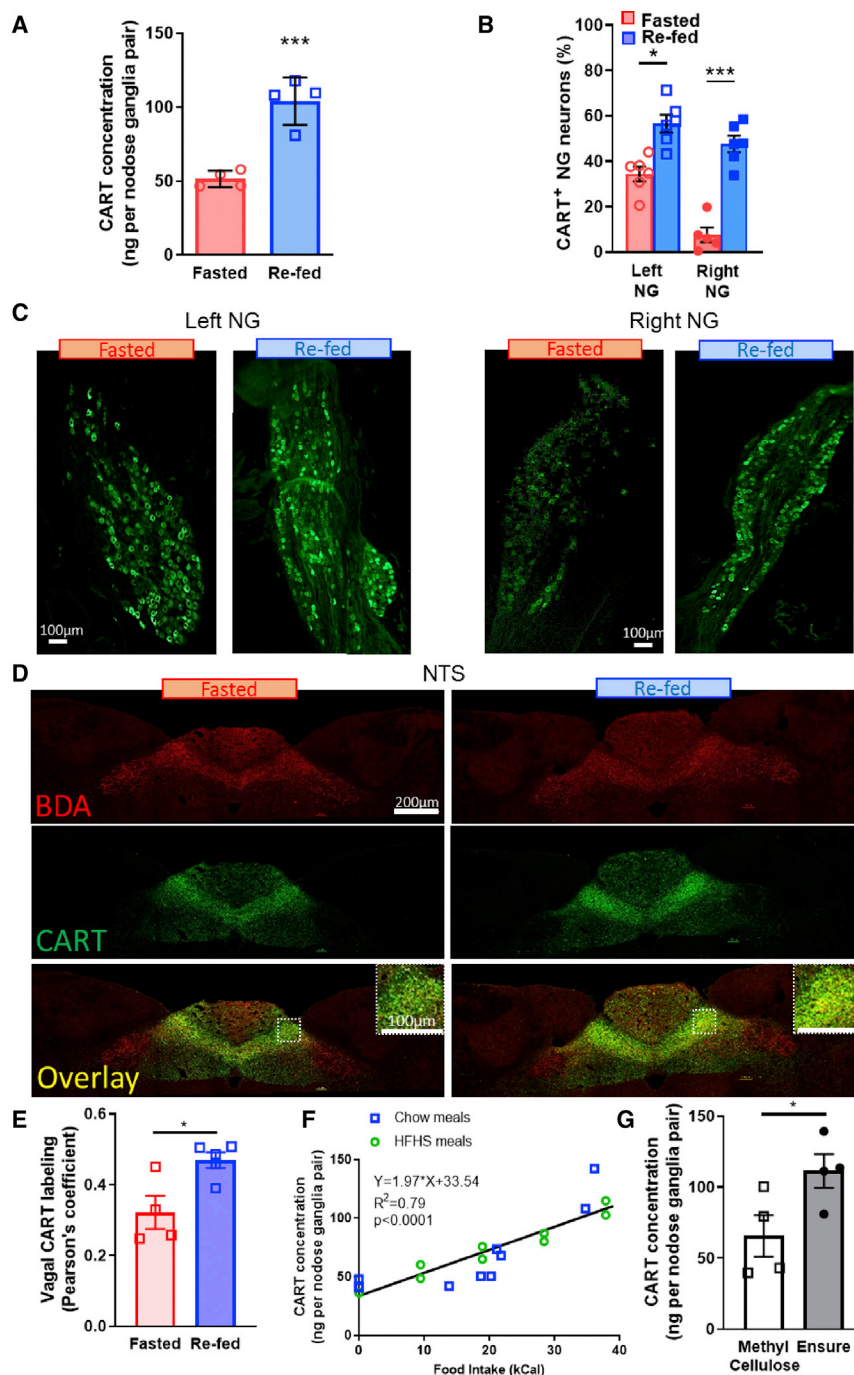 A
CART concentration
(ng per nodose ganglia pair)
150
100
50
0
***
Fasted
Re-fed
B
Fasted
Re-fed
CART+ NG neurons (%)
100
80
60
40
20
0
*
***
Left
NG
Right
NG
C
Left NG
Right NG
Fasted
Re-fed
Fasted
Re-fed
100μm
100μm
D
NTS
Fasted
Re-fed
BDA
200μm
CART
Overlay
100μm
E
Vagal CART labeling
(Pearson's coefficient)
0.6
0.4
0.2
0.0
*
Fasted
Re-fed
F
Chow meals
HFHS meals
CART concentration
(ng per nodose ganglia pair)
150
100
50
0
Y=1.97*X+33.54
R2=0.79
p<0.0001
0
10
20
30
40
Food Intake (kCal)
G
CART concentration
(ng per nodose ganglia pair)
150
100
50
0
*
Methyl
Cellulose
Ensure